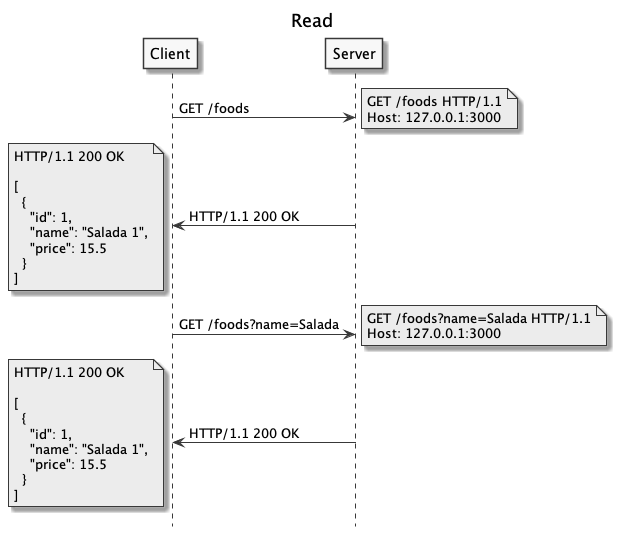 Read
Client
Server
GET /foods
GET /foods HTTP/1.1
Host: 127.0.0.1:3000
HTTP/1.1 200 OK
[
{
"id": 1,
"name": "Salada 1",
"price": 15.5
}
]
HTTP/1.1 200 OK
GET /foods?name=Salada
GET /foods?name=Salada HTTP/1.1
Host: 127.0.0.1:3000
HTTP/1.1 200 OK
[
{
"id": 1,
"name": "Salada 1",
"price": 15.5
}
]
HTTP/1.1 200 OK